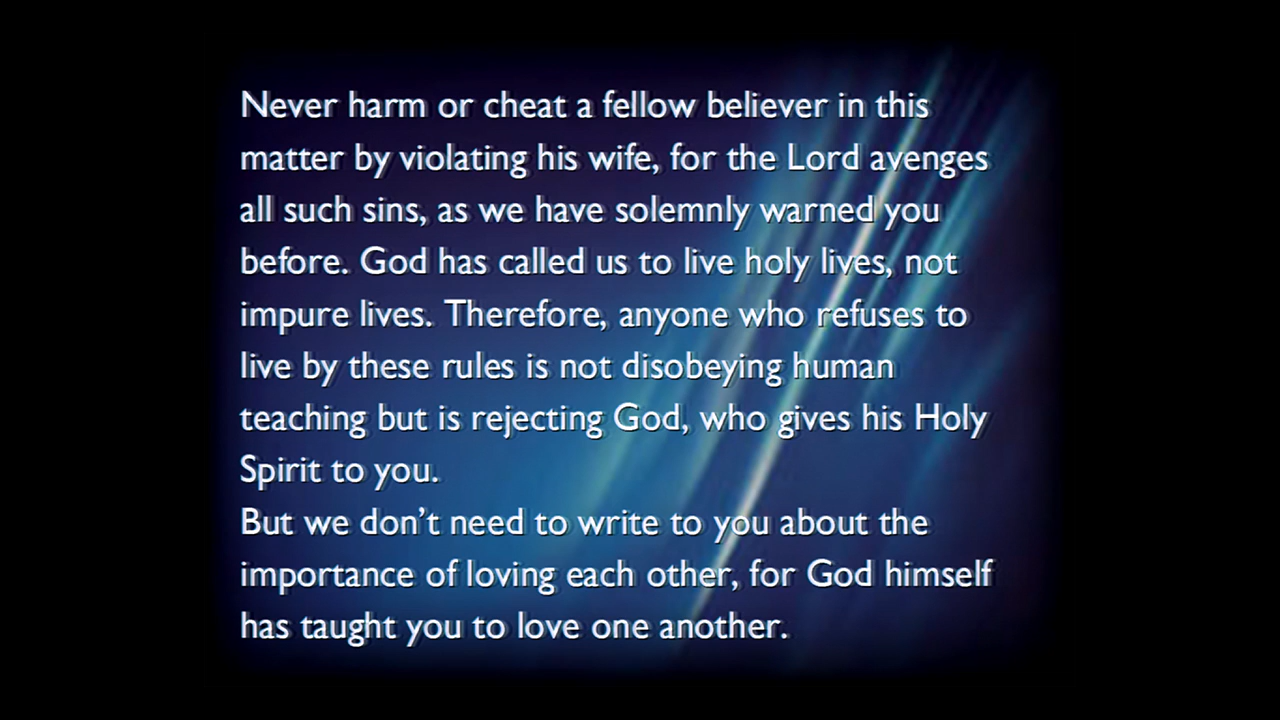 Never harm or cheat a fellow believer in this
matter by violating his wife, for the Lord avenges
all such sins, as we have solemnly warned you
before. God has called us to live holy lives, not
impure lives. Therefore, anyone who refuses to
live by these rules is not disobeying human
teaching but is rejecting God, who gives his Holy
Spirit to you.
But we don’t need to write to you about the
importance of loving each other, for God himself
has taught you to love one another.